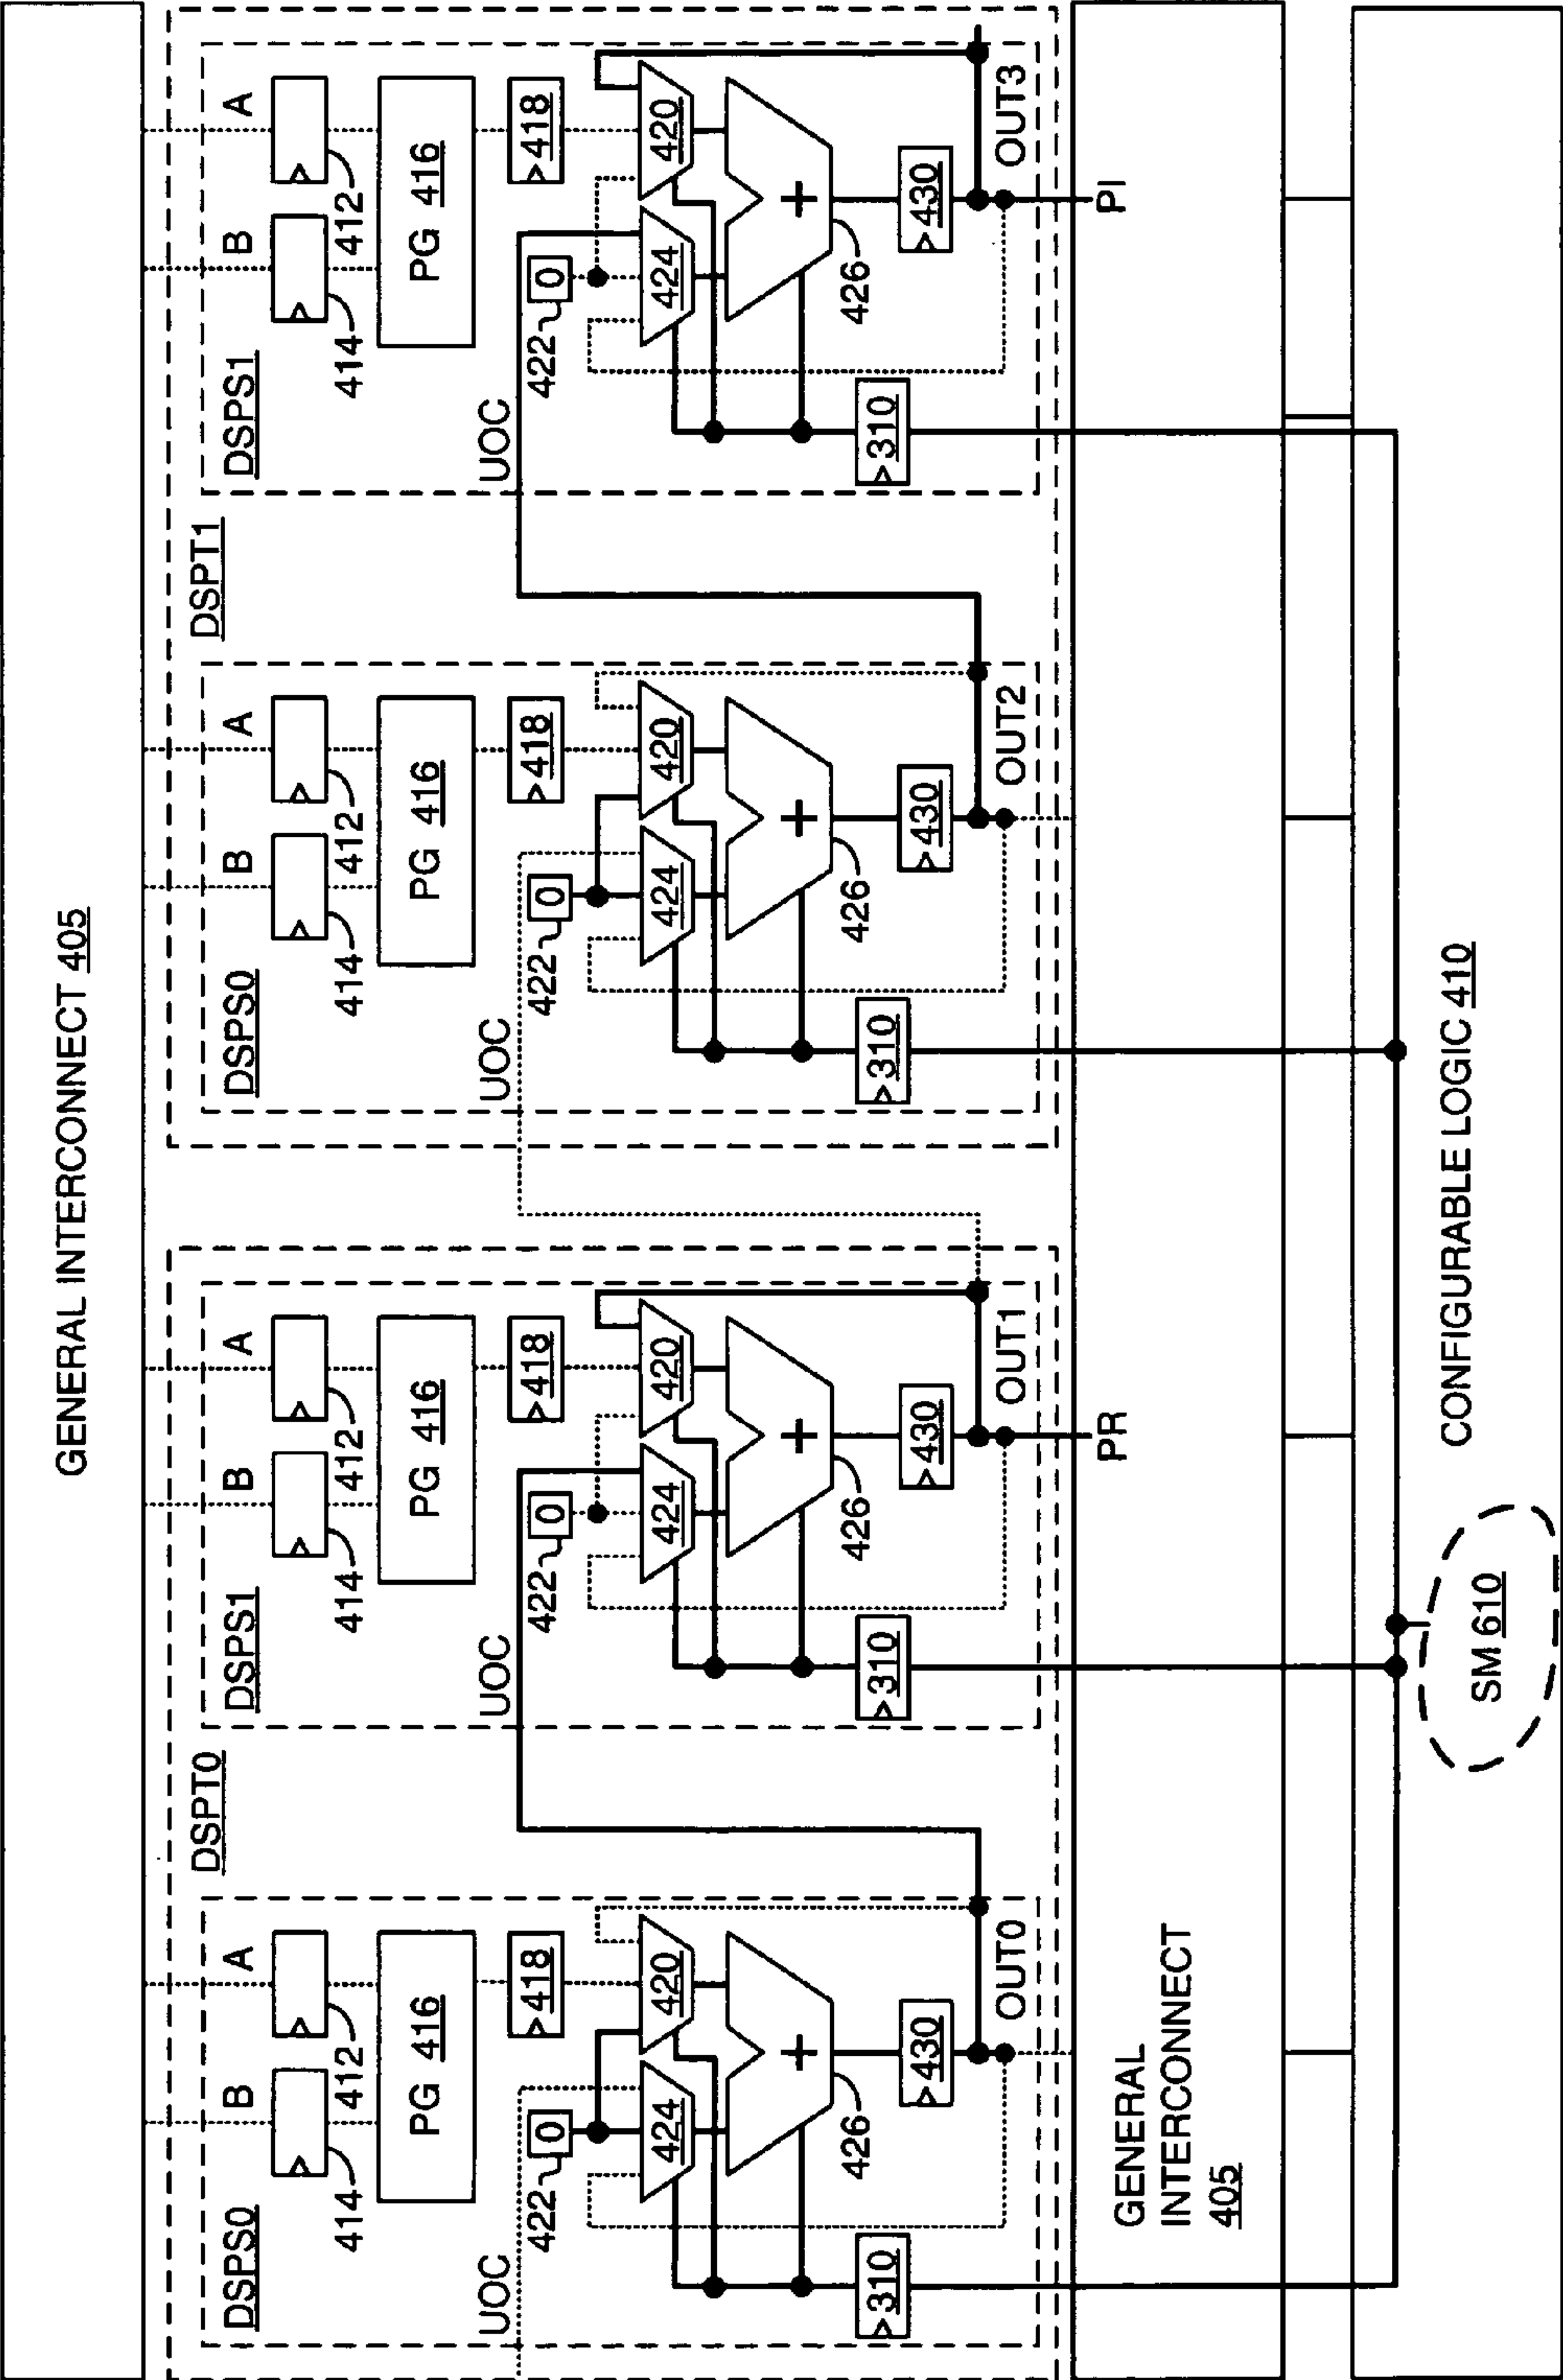 GENERAL INTERCONNECT 405
DSPT0
DSPS0
B
A
414
412
PG 416
UOC
422
0
>418
424
420
+
426
>310
>430
OUT0
DSPS1
B
A
414
412
PG 416
UOC
422
0
>418
424
420
+
426
>310
>430
OUT1
PR
DSPT1
DSPS0
B
A
414
412
PG 416
UOC
422
0
>418
424
420
+
426
>310
>430
OUT2
DSPS1
B
A
414
412
PG 416
UOC
422
0
>418
424
420
+
426
>310
>430
OUT3
PI
GENERAL
INTERCONNECT
405
CONFIGURABLE LOGIC 410
SM 610